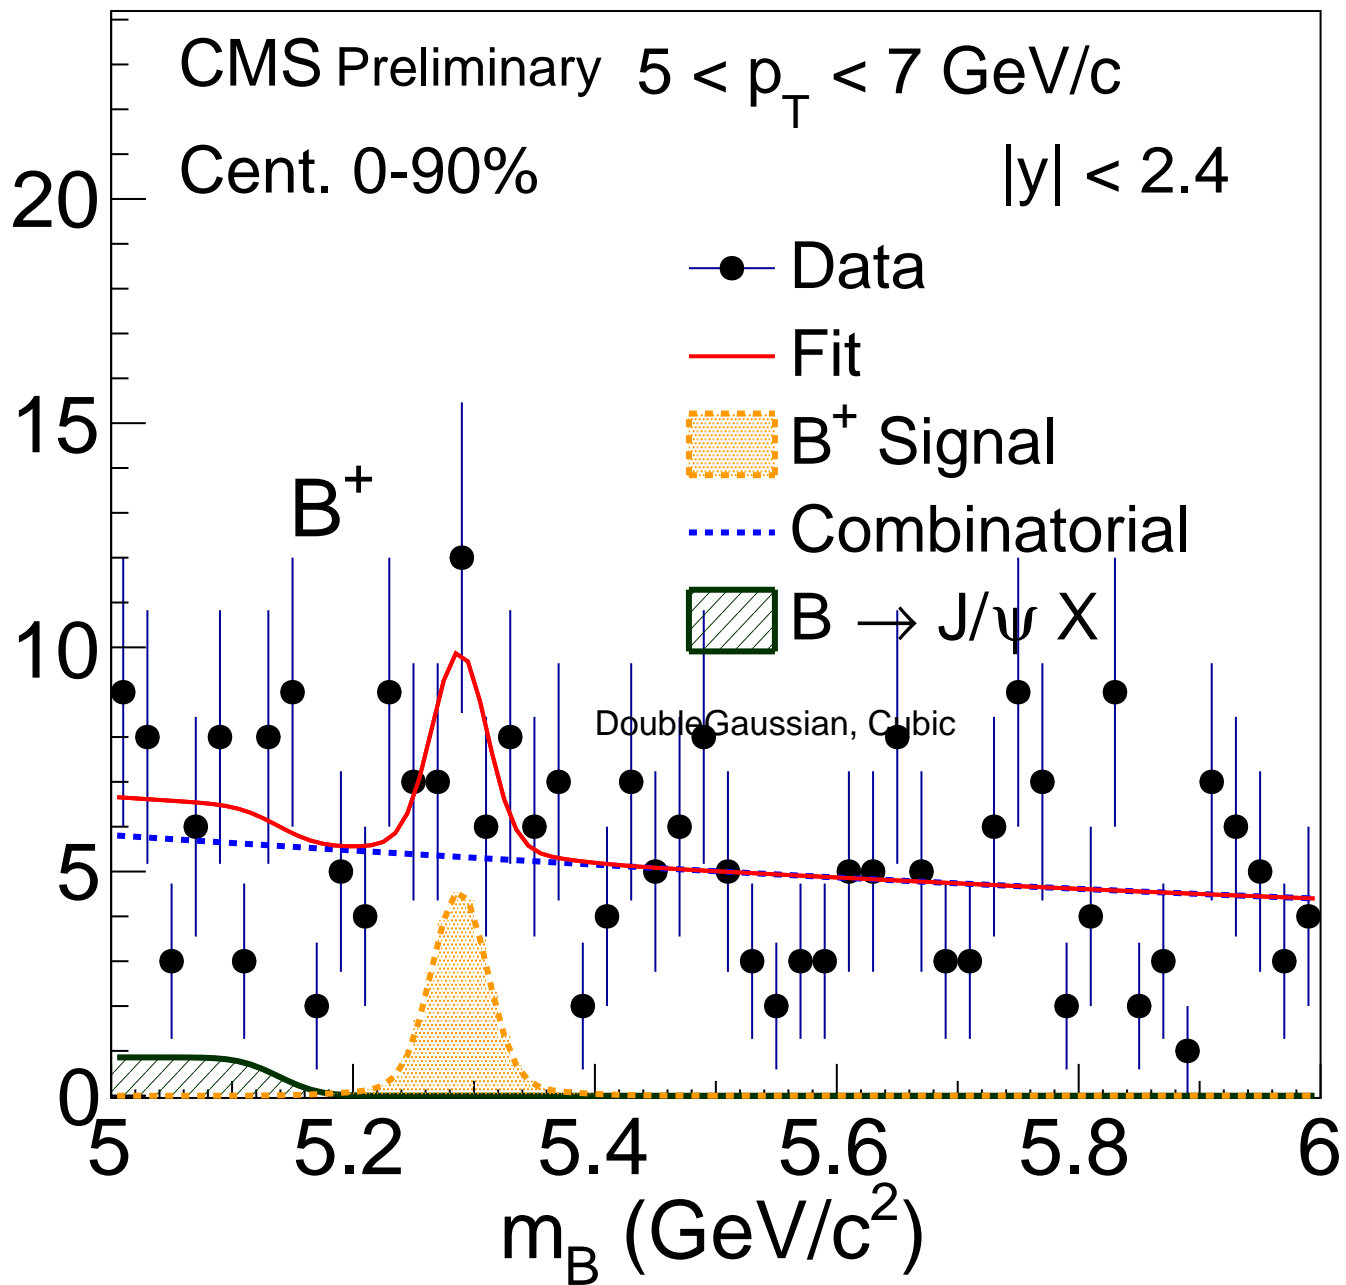 CMS Preliminary 5 < p_T < 7 GeV/c
Cent. 0-90% |y| < 2.4
Data
Fit
B⁺ Signal
Combinatorial
B → J/ψ X
B⁺
DoubleGaussian, Cubic
20
15
10
5
0
5 5.2 5.4 5.6 5.8 6
m_B (GeV/c²)